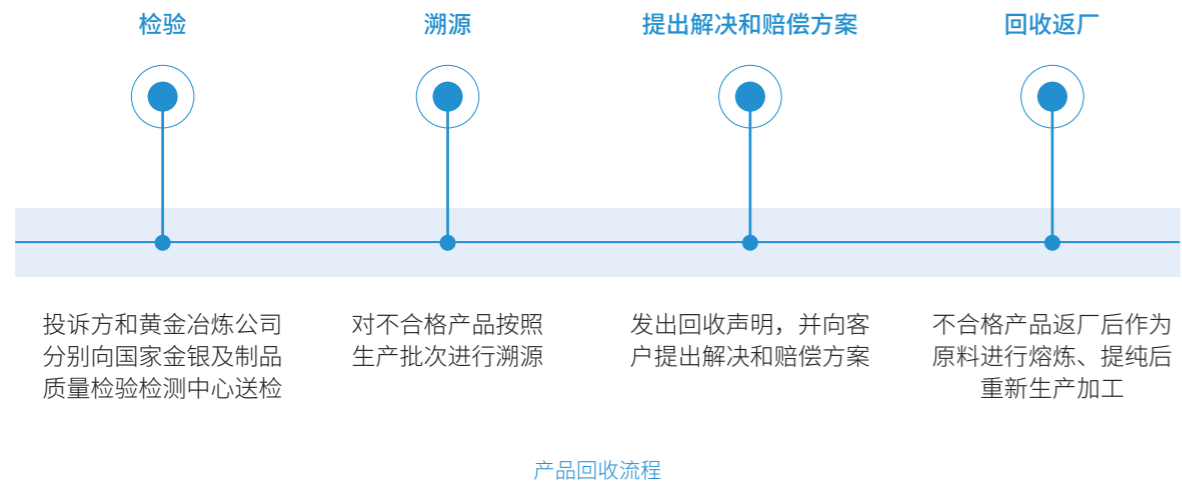 检验
溯源
提出解决和赔偿方案
回收返厂
投诉方和黄金冶炼公司
分别向国家金银及制品
质量检验检测中心送检
对不合格产品按照
生产批次进行溯源
发出回收声明，并向客
户提出解决和赔偿方案
不合格产品返厂后作为
原料进行熔炼、提纯后
重新生产加工
产品回收流程